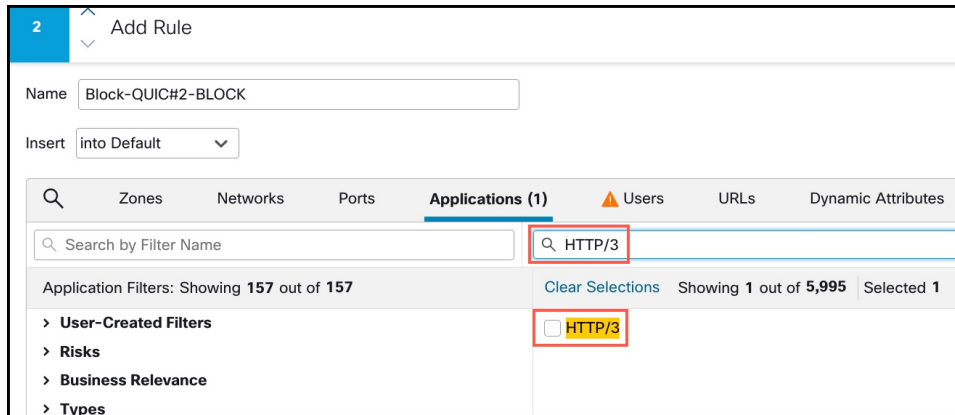 2 Add Rule
Name Block-QUIC#2-BLOCK
Insert into Default
Zones Networks Ports Applications (1) Users URLs Dynamic Attributes
Search by Filter Name HTTP/3
Application Filters: Showing 157 out of 157 Clear Selections Showing 1 out of 5,995 Selected 1
User-Created Filters HTTP/3
Risks
Business Relevance
Types